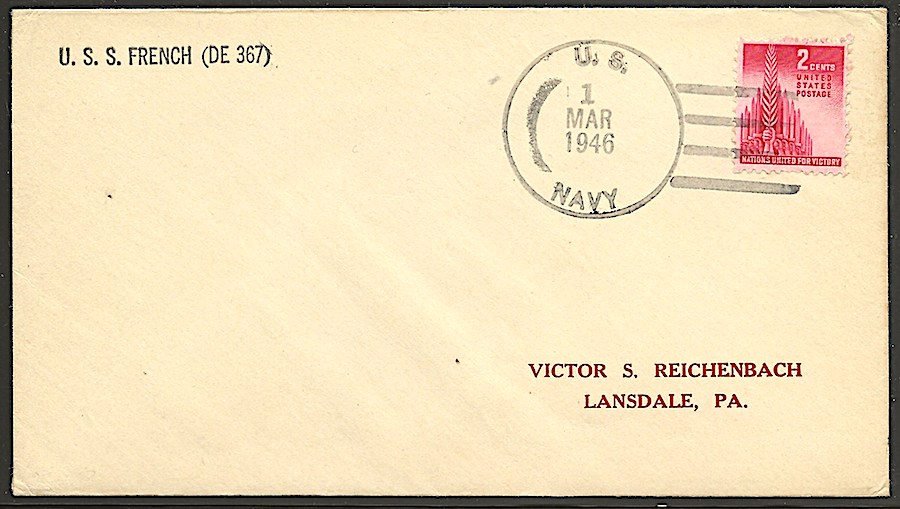 U. S. S. FRENCH (DE 367)
U. S.
1
MAR
1946
NAVY
2 CENTS
UNITED
STATES
POSTAGE
NATIONS UNITED FOR VICTORY
VICTOR S. REICHENBACH
LANSDALE, PA.